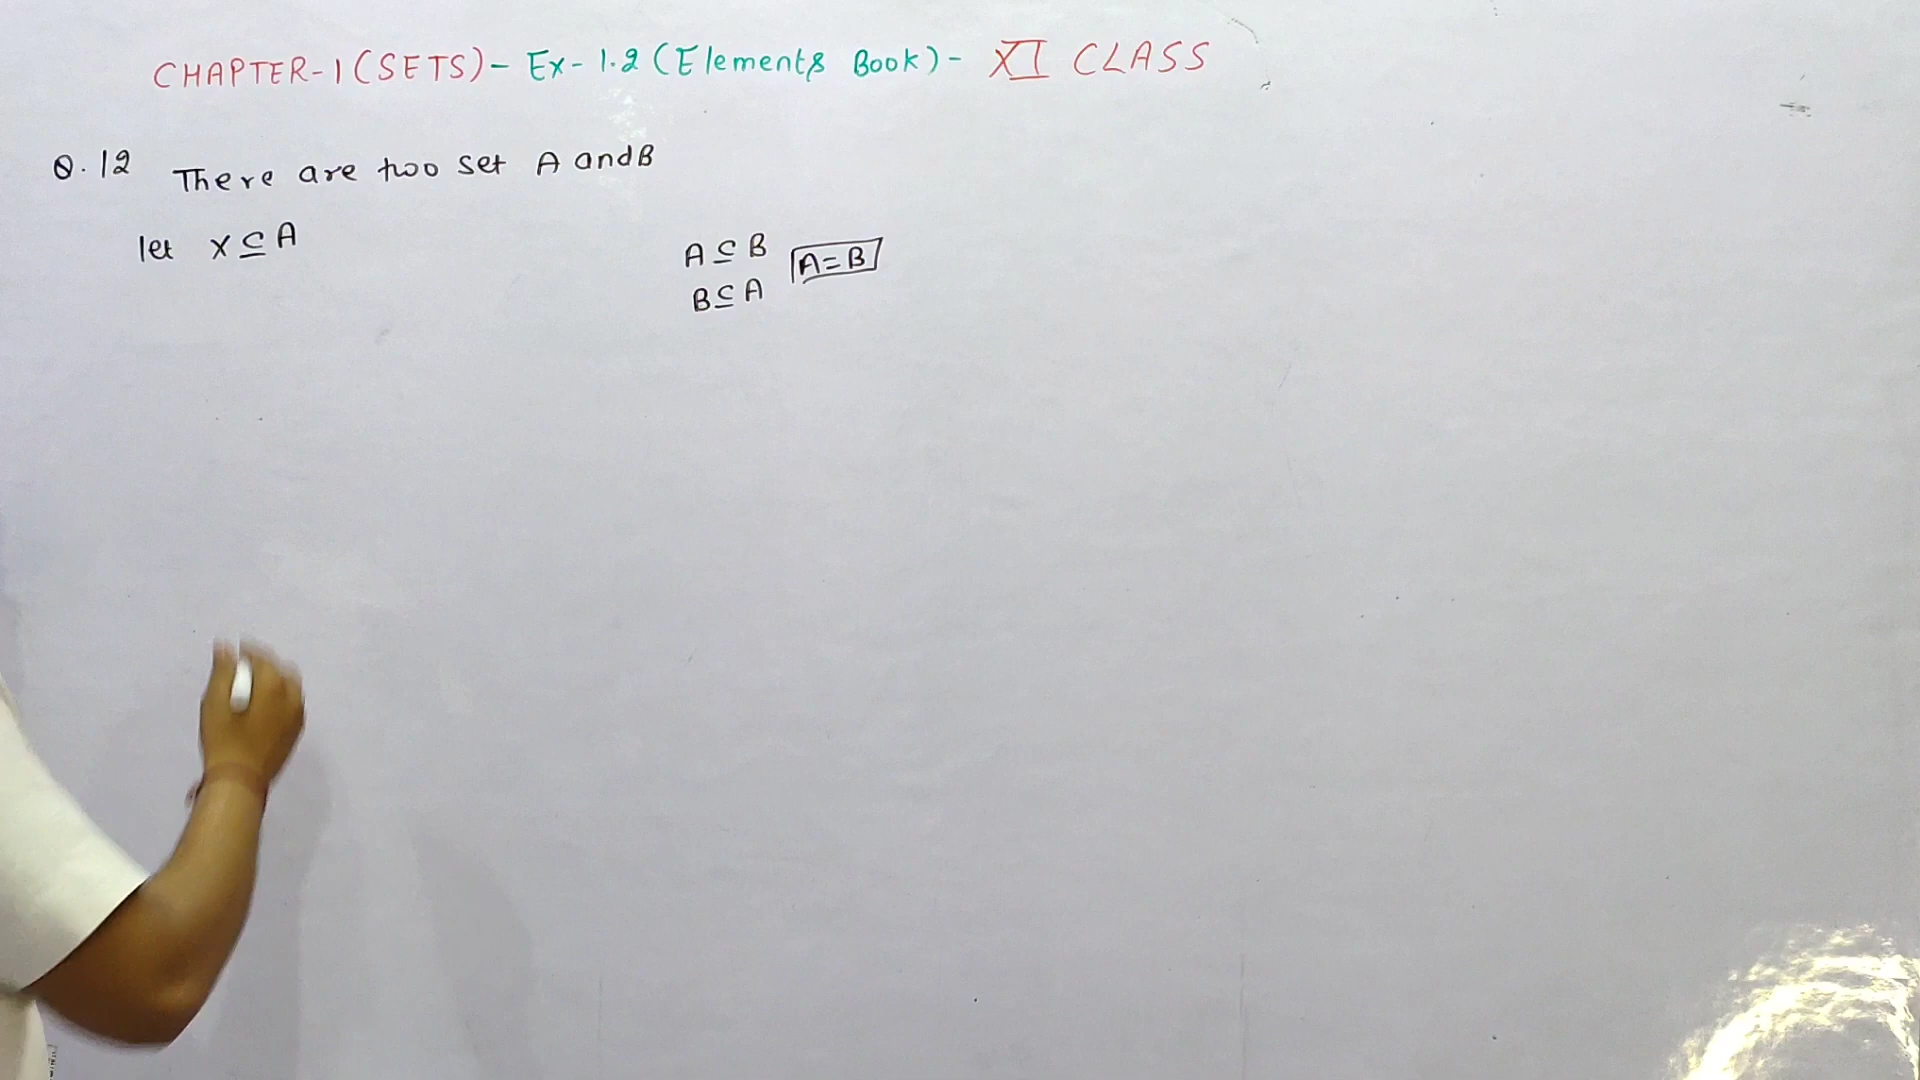 CHAPTER-1(SETS)- Ex-1.2 (Elements Book)- XI CLASS
Q.12 There are two set A and B
let x⊆A
A⊆B
B⊆A
A=B